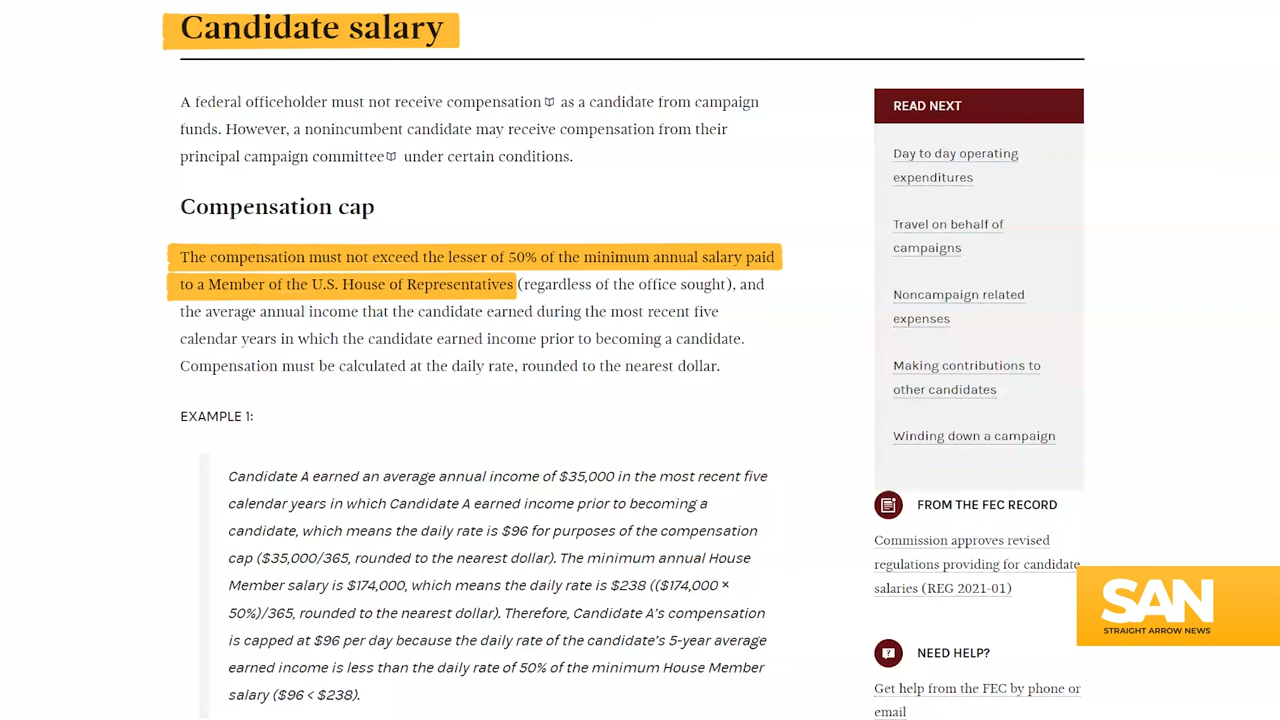 Candidate salary
A federal officeholder must not receive compensation as a candidate from campaign
funds. However, a nonincumbent candidate may receive compensation from their
principal campaign committee under certain conditions.
Compensation cap
The compensation must not exceed the lesser of 50% of the minimum annual salary paid
to a Member of the U.S. House of Representatives (regardless of the office sought), and
the average annual income that the candidate earned during the most recent five
calendar years in which the candidate earned income prior to becoming a candidate.
Compensation must be calculated at the daily rate, rounded to the nearest dollar.
EXAMPLE 1:
Candidate A earned an average annual income of $35,000 in the most recent five
calendar years in which Candidate A earned income prior to becoming a
candidate, which means the daily rate is $96 for purposes of the compensation
cap ($35,000/365, rounded to the nearest dollar). The minimum annual House
Member salary is $174,000, which means the daily rate is $238 (($174,000 ×
50%)/365, rounded to the nearest dollar). Therefore, Candidate A's compensation
is capped at $96 per day because the daily rate of the candidate's 5-year average
earned income is less than the daily rate of 50% of the minimum House Member
salary ($96 < $238).
READ NEXT
Day to day operating
expenditures
Travel on behalf of
campaigns
Noncampaign related
expenses
Making contributions to
other candidates
Winding down a campaign
FROM THE FEC RECORD
Commission approves revised
regulations providing for candidate
salaries (REG 2021-01)
NEED HELP?
Get help from the FEC by phone or
email
SAN
STRAIGHT ARROW NEWS